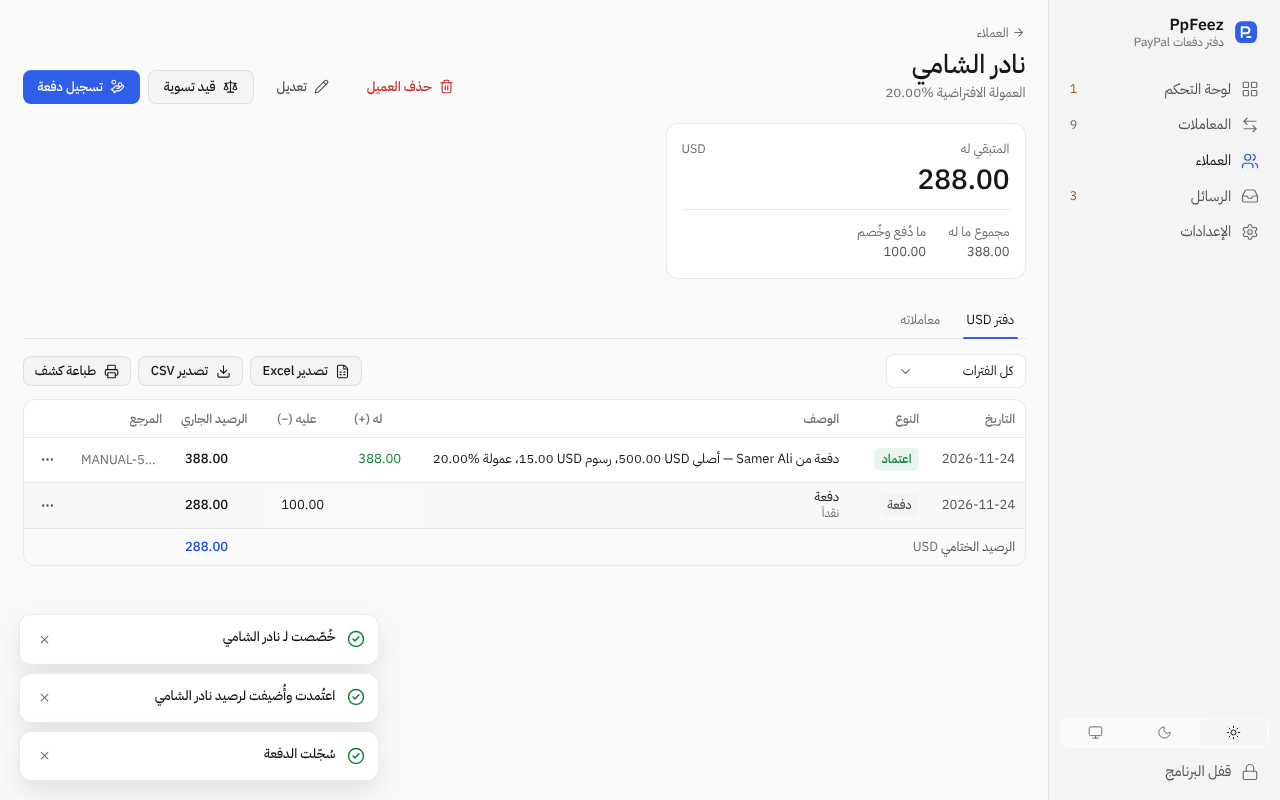 PpFeez
دفتر دفعات PayPal
لوحة التحكم 1
المعاملات 9
العملاء
الرسائل 3
الإعدادات
قفل البرنامج
العملاء
نادر الشامي
العمولة الافتراضية 20.00%
حذف العميل
تعديل
قيد تسوية
تسجيل دفعة
المتبقي له USD
288.00
مجموع ما له ما دُفع وخُصم
388.00 100.00
دفتر USD معاملاته
كل الفترات
تصدير Excel
تصدير CSV
طباعة كشف
التاريخ النوع الوصف له (+) عليه (−) الرصيد الجاري المرجع
2026-11-24 اعتماد دفعة من Samer Ali — أصلي 500.00 USD، رسوم 15.00 USD، عمولة 20.00% 388.00 388.00 MANUAL-5...
2026-11-24 دفعة دفعة 100.00 288.00
نقداً
الرصيد الختامي USD 288.00
خُصّصت لـ نادر الشامي
اعتُمدت وأُضيفت لرصيد نادر الشامي
سُجّلت الدفعة